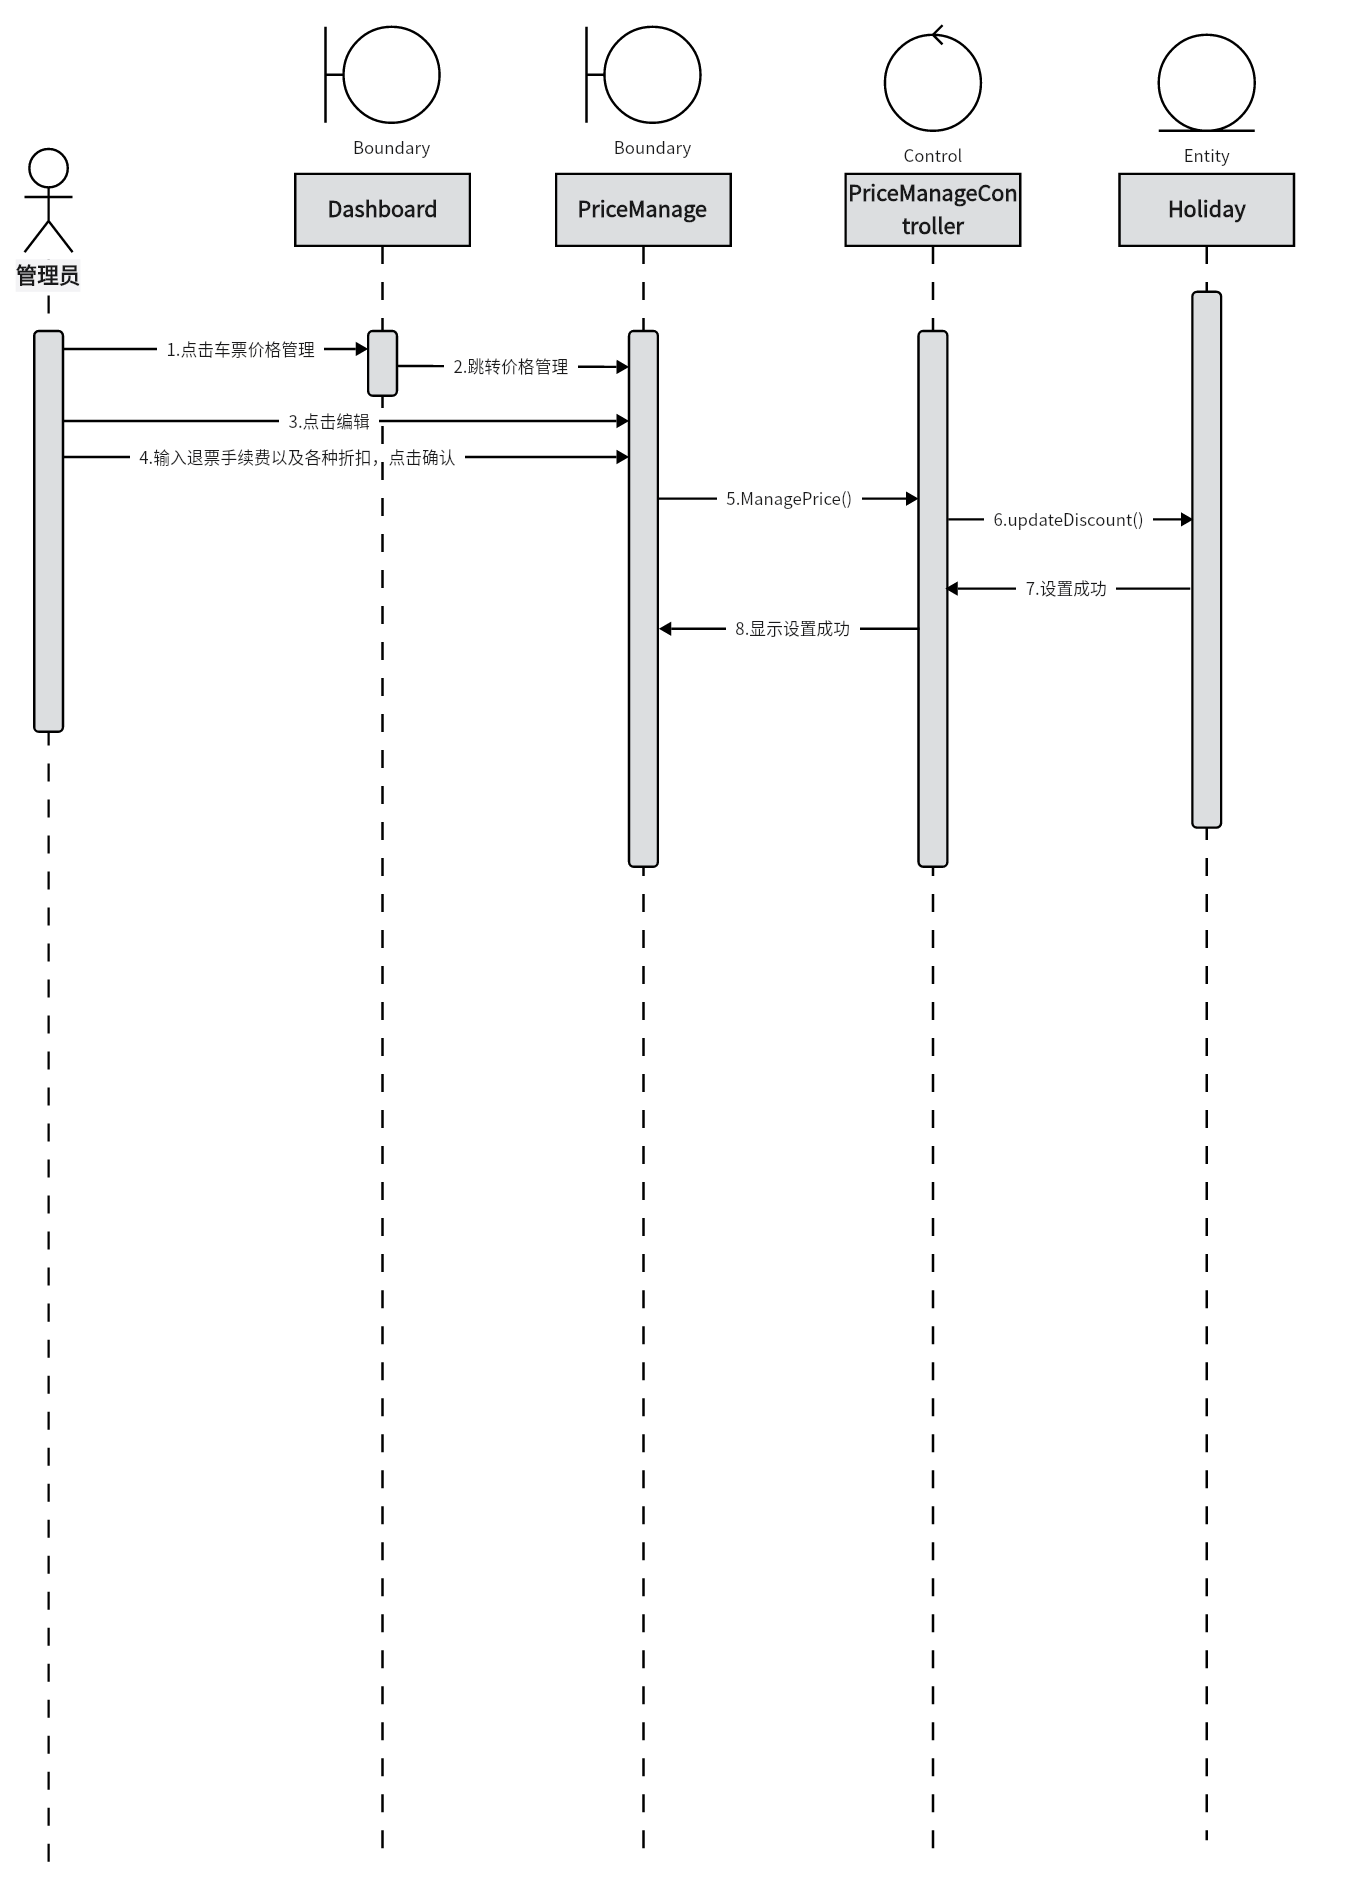 Boundary
Boundary
Control
Entity
Dashboard
PriceManage
PriceManageCon
troller
Holiday
管理员
1.点击车票价格管理
2.跳转价格管理
3.点击编辑
4.输入退票手续费以及各种折扣，点击确认
5.ManagePrice()
6.updateDiscount()
7.设置成功
8.显示设置成功